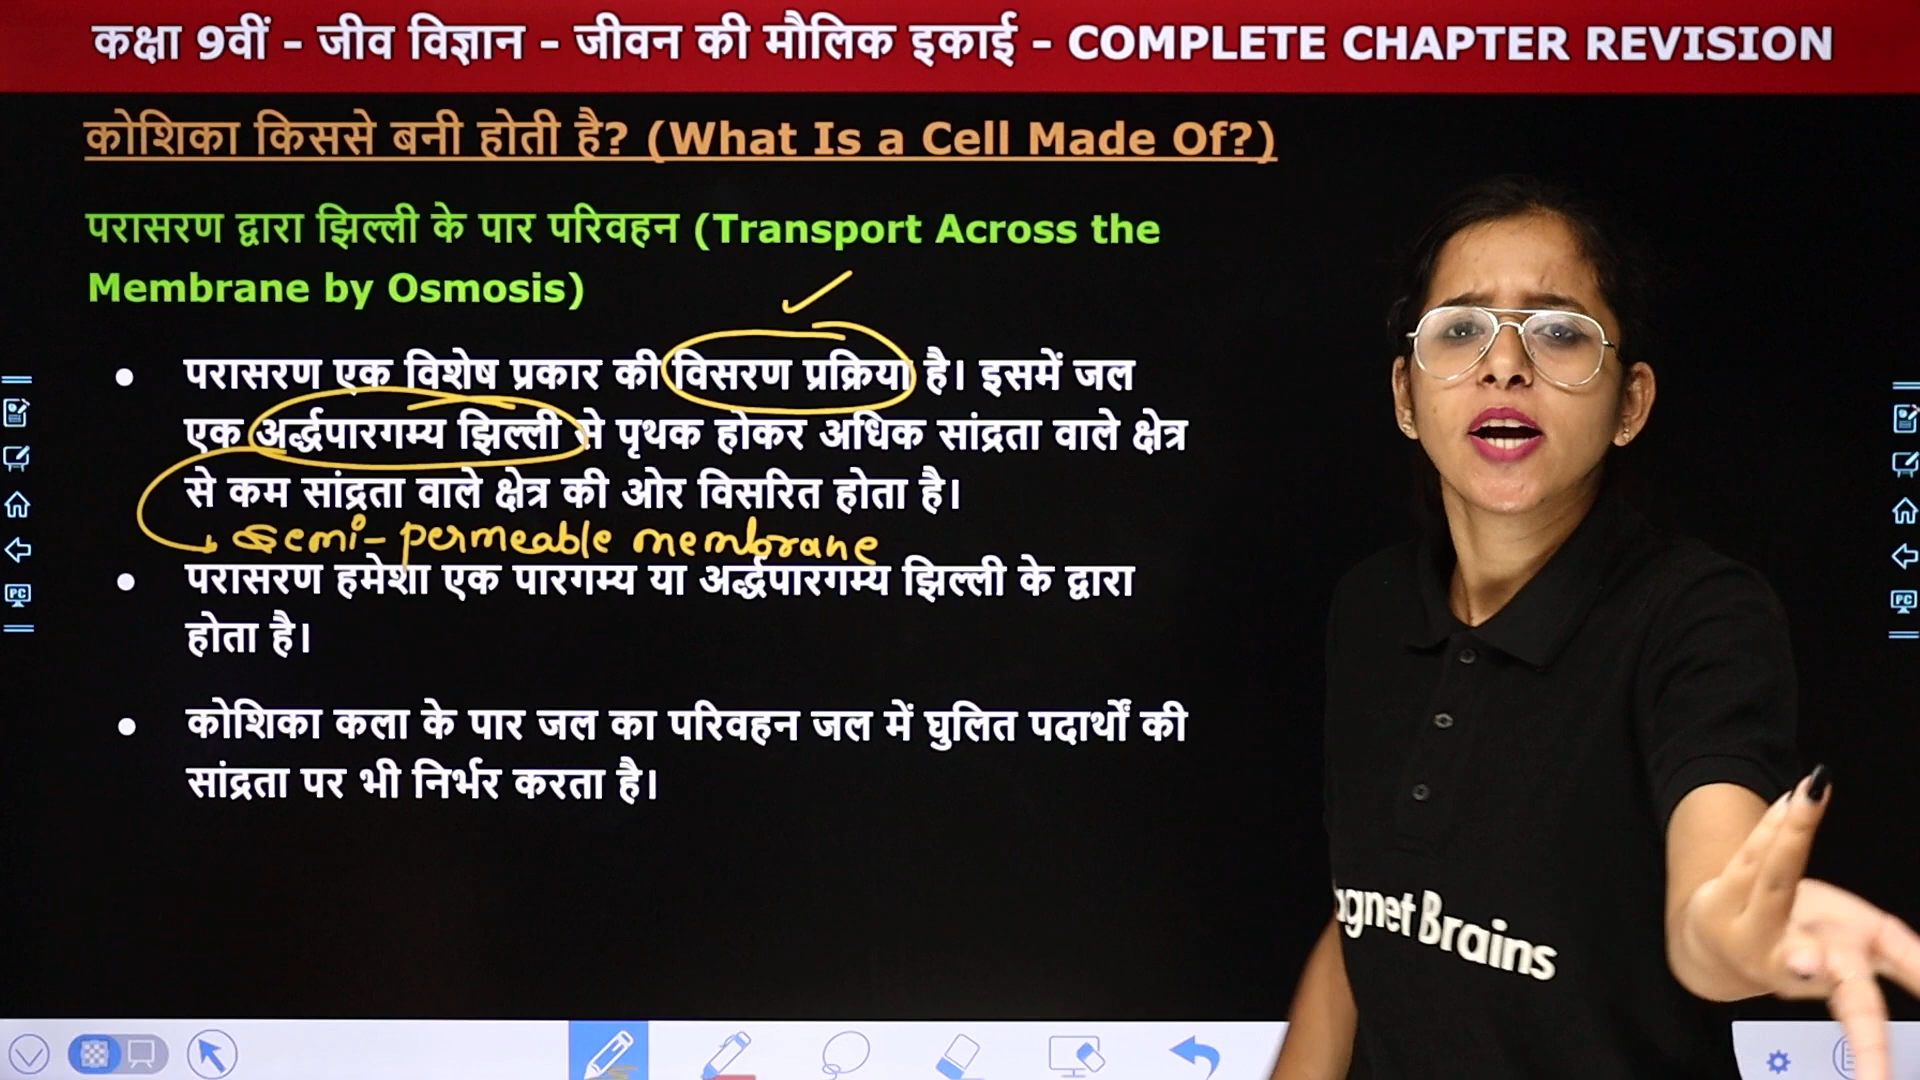 कक्षा 9वीं - जीव विज्ञान - जीवन की मौलिक इकाई - COMPLETE CHAPTER REVISION
कोशिका किससे बनी होती है? (What Is a Cell Made Of?)
परासरण द्वारा झिल्ली के पार परिवहन (Transport Across the
Membrane by Osmosis)
• परासरण एक विशेष प्रकार की विसरण प्रक्रिया है। इसमें जल
एक अर्द्धपारगम्य झिल्ली से पृथक होकर अधिक सांद्रता वाले क्षेत्र
से कम सांद्रता वाले क्षेत्र की ओर विसरित होता है।
Semi-permeable membrane
• परासरण हमेशा एक पारगम्य या अर्द्धपारगम्य झिल्ली के द्वारा
होता है।
• कोशिका कला के पार जल का परिवहन जल में घुलित पदार्थों की
सांद्रता पर भी निर्भर करता है।
agnet Brains
PC
PC